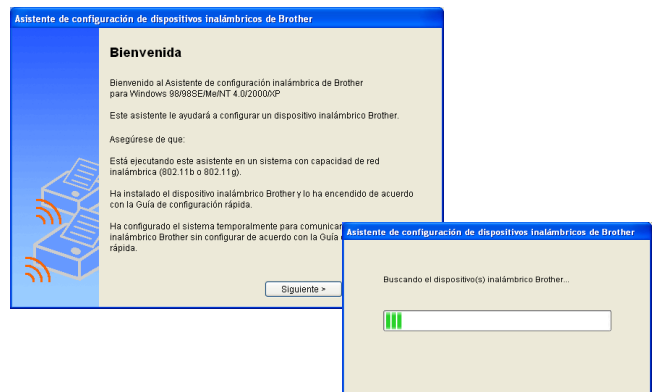 Asistente de configuración de dispositivos inalámbricos de Brother
Bienvenida
Bienvenido al Asistente de configuración inalámbrica de Brother
para Windows 98/98SE/Me/NT 4.0/2000/XP
Este asistente le ayudará a configurar un dispositivo inalámbrico Brother.
Asegúrese de que:
Está ejecutando este asistente en un sistema con capacidad de red
inalámbrica (802.11b o 802.11g).
Ha instalado el dispositivo inalámbrico Brother y lo ha encendido de acuerdo
con la Guía de configuración rápida.
Ha configurado el sistema temporalmente para comunicar
inalámbrico Brother sin configurar de acuerdo con la Guía
rápida.
Siguiente >
Asistente de configuración de dispositivos inalámbricos de Brother
Buscando el dispositivo(s) inalámbrico Brother...